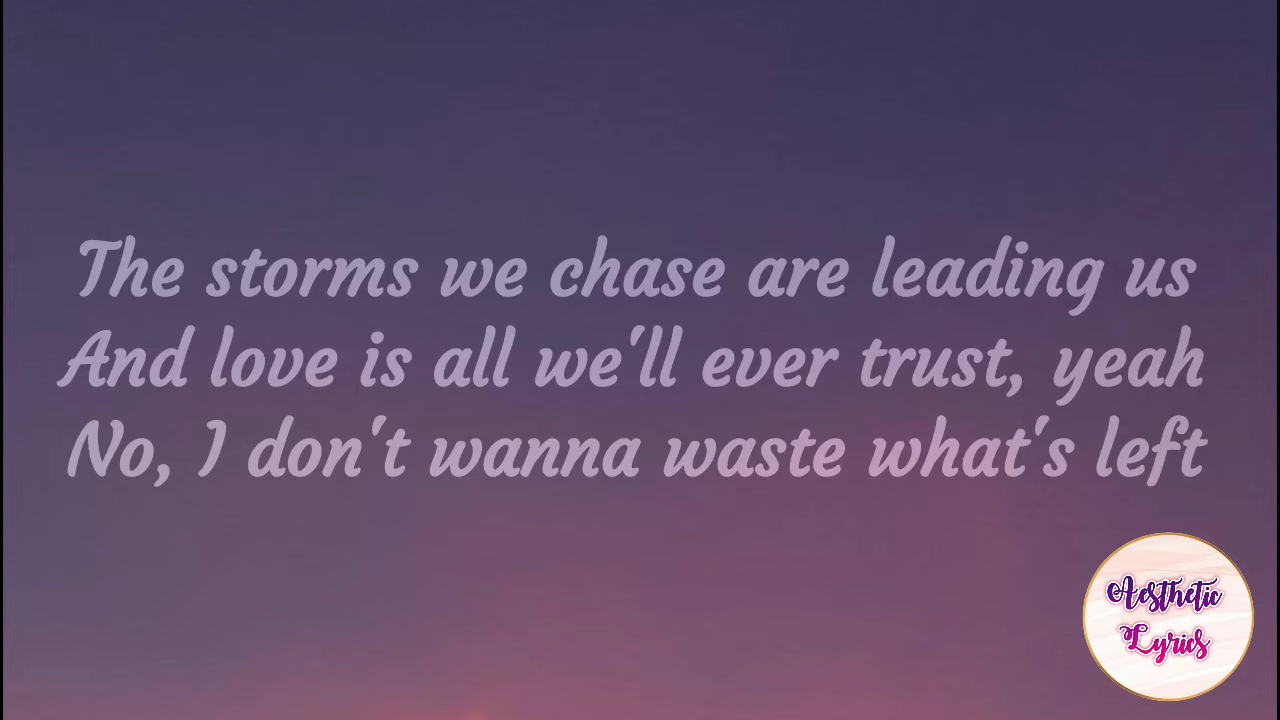 The storms we chase are leading us
And love is all we'll ever trust, yeah
No, I don't wanna waste what's left
Aesthetic
Lyrics